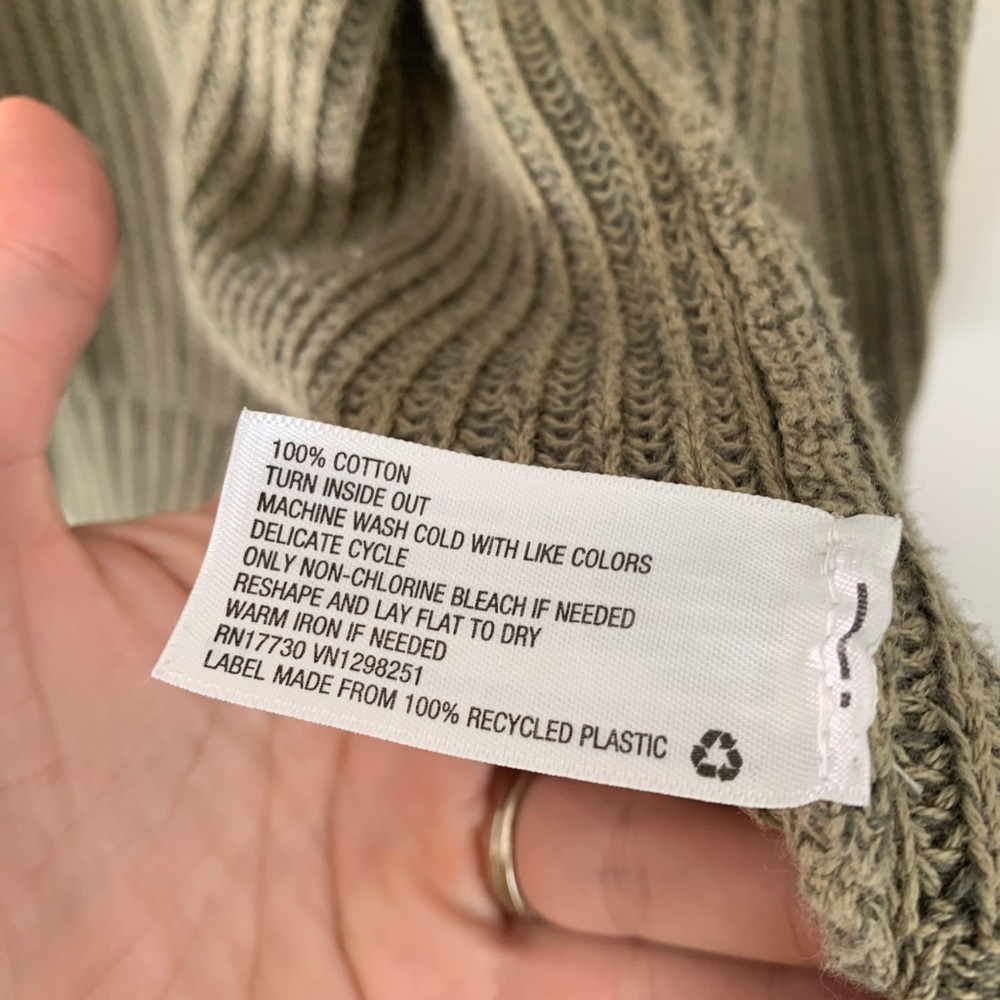 100% COTTON
TURN INSIDE OUT
MACHINE WASH COLD WITH LIKE COLORS
DELICATE CYCLE
ONLY NON-CHLORINE BLEACH IF NEEDED
RESHAPE AND LAY FLAT TO DRY
WARM IRON IF NEEDED
RN17730 VN1298251
LABEL MADE FROM 100% RECYCLED PLASTIC